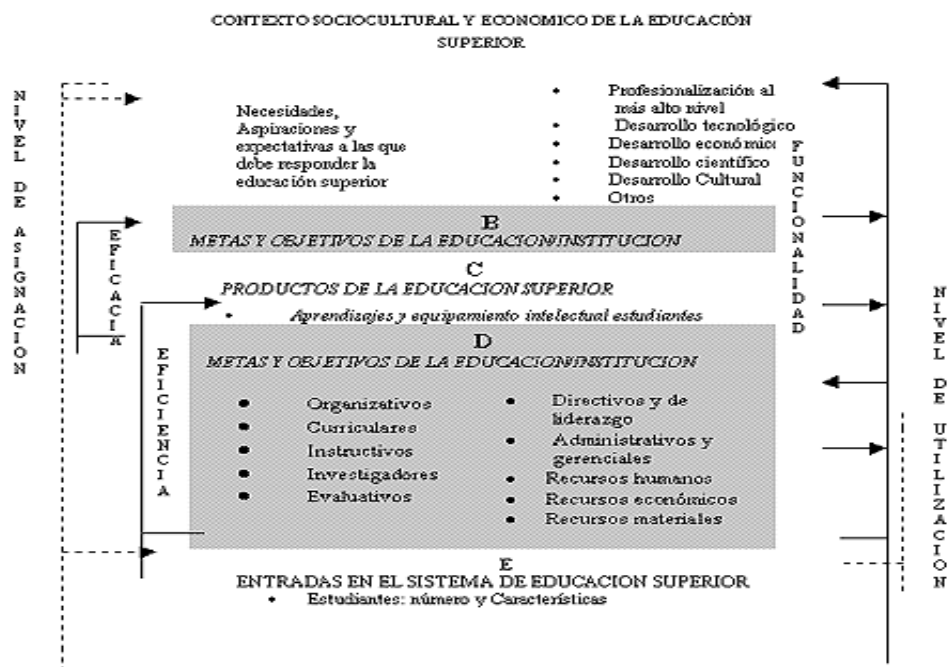 CONTEXTO SOCIOCULTURAL Y ECONOMICO DE LA EDUCACIÓN
SUPERIOR
NIVEL DE ASIGNACIÓN
Necesidades,
Aspiraciones y
expectativas a las que
debe responder la
educación superior
• Profesionalización al
más alto nivel
• Desarrollo tecnológico
• Desarrollo económico
• Desarrollo científico
• Desarrollo Cultural
• Otros
FUNCIONALIDAD
EFICACIA
B
METAS Y OBJETIVOS DE LA EDUCACION/INSTITUCION
C
PRODUCTOS DE LA EDUCACION SUPERIOR
• Aprendizajes y equipamiento intelectual estudiantes
NIVEL DE UTILIZACION
EFICIENCIA
D
METAS Y OBJETIVOS DE LA EDUCACION/INSTITUCION
• Organizativos
• Curriculares
• Instructivos
• Investigadores
• Evaluativos
• Directivos y de
liderazgo
• Administrativos y
gerenciales
• Recursos humanos
• Recursos económicos
• Recursos materiales
E
ENTRADAS EN EL SISTEMA DE EDUCACION SUPERIOR
• Estudiantes: número y Características